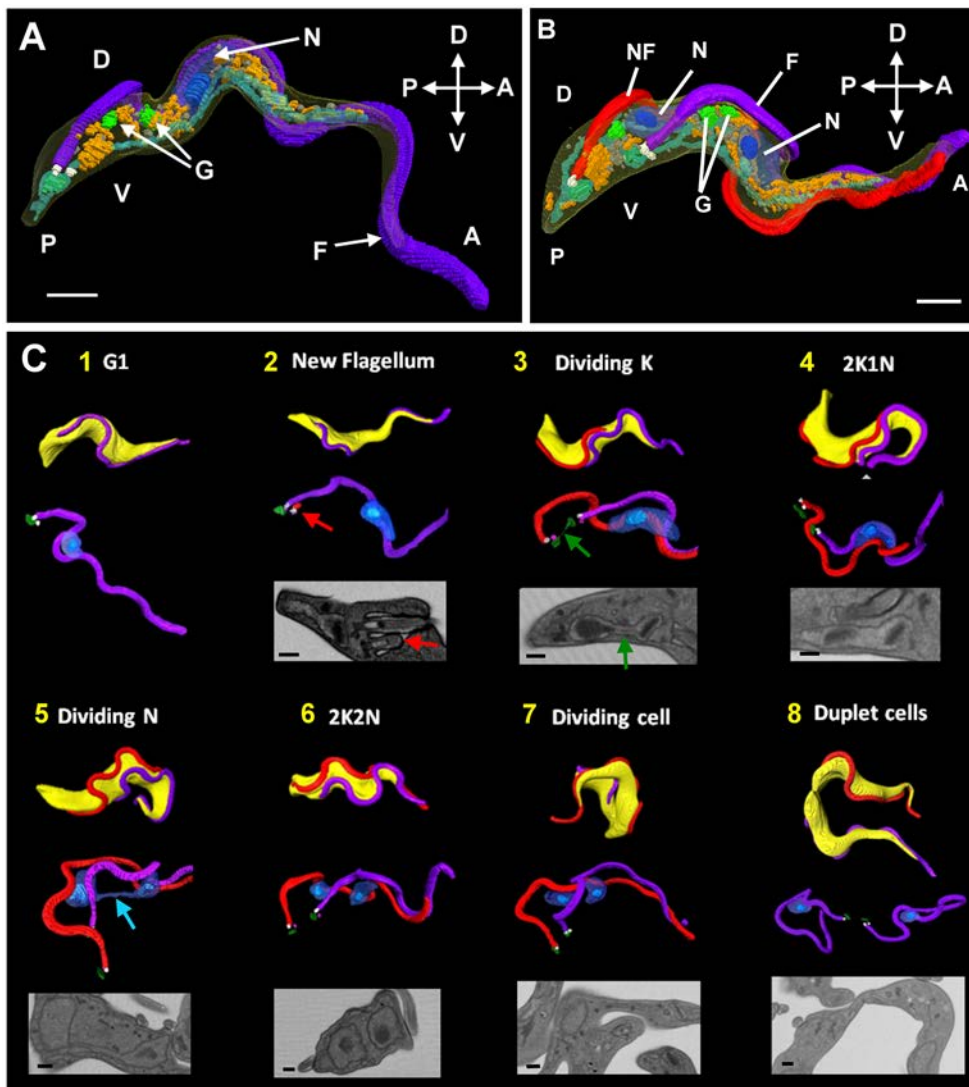 A
D
N
G
V
P
F
A
D
P
A
V
B
D
NF
N
F
N
G
V
P
A
D
P
A
V
C
1 G1
2 New Flagellum
3 Dividing K
4 2K1N
5 Dividing N
6 2K2N
7 Dividing cell
8 Duplet cells